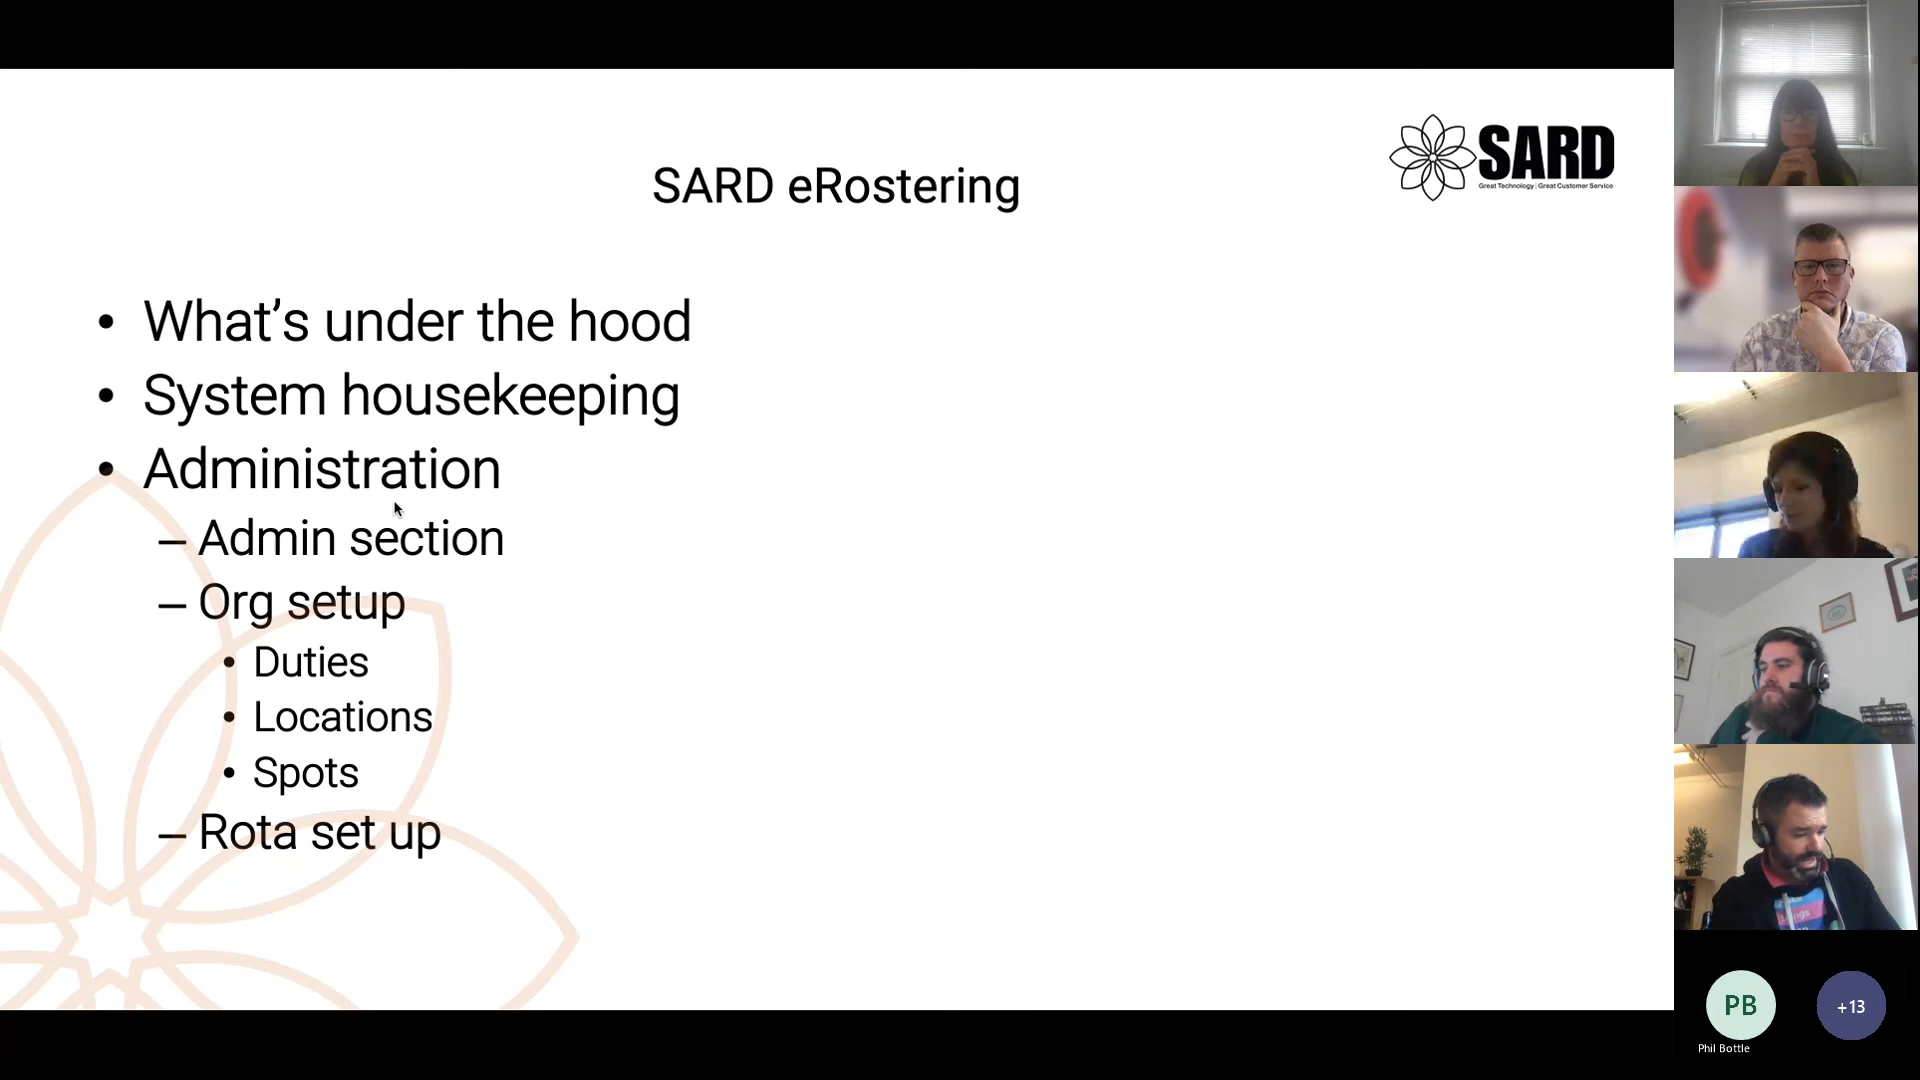 SARD eRostering
SARD
Great Technology | Great Customer Service
• What’s under the hood
• System housekeeping
• Administration
– Admin section
– Org setup
• Duties
• Locations
• Spots
– Rota set up
PB
+13
Phil Bottle